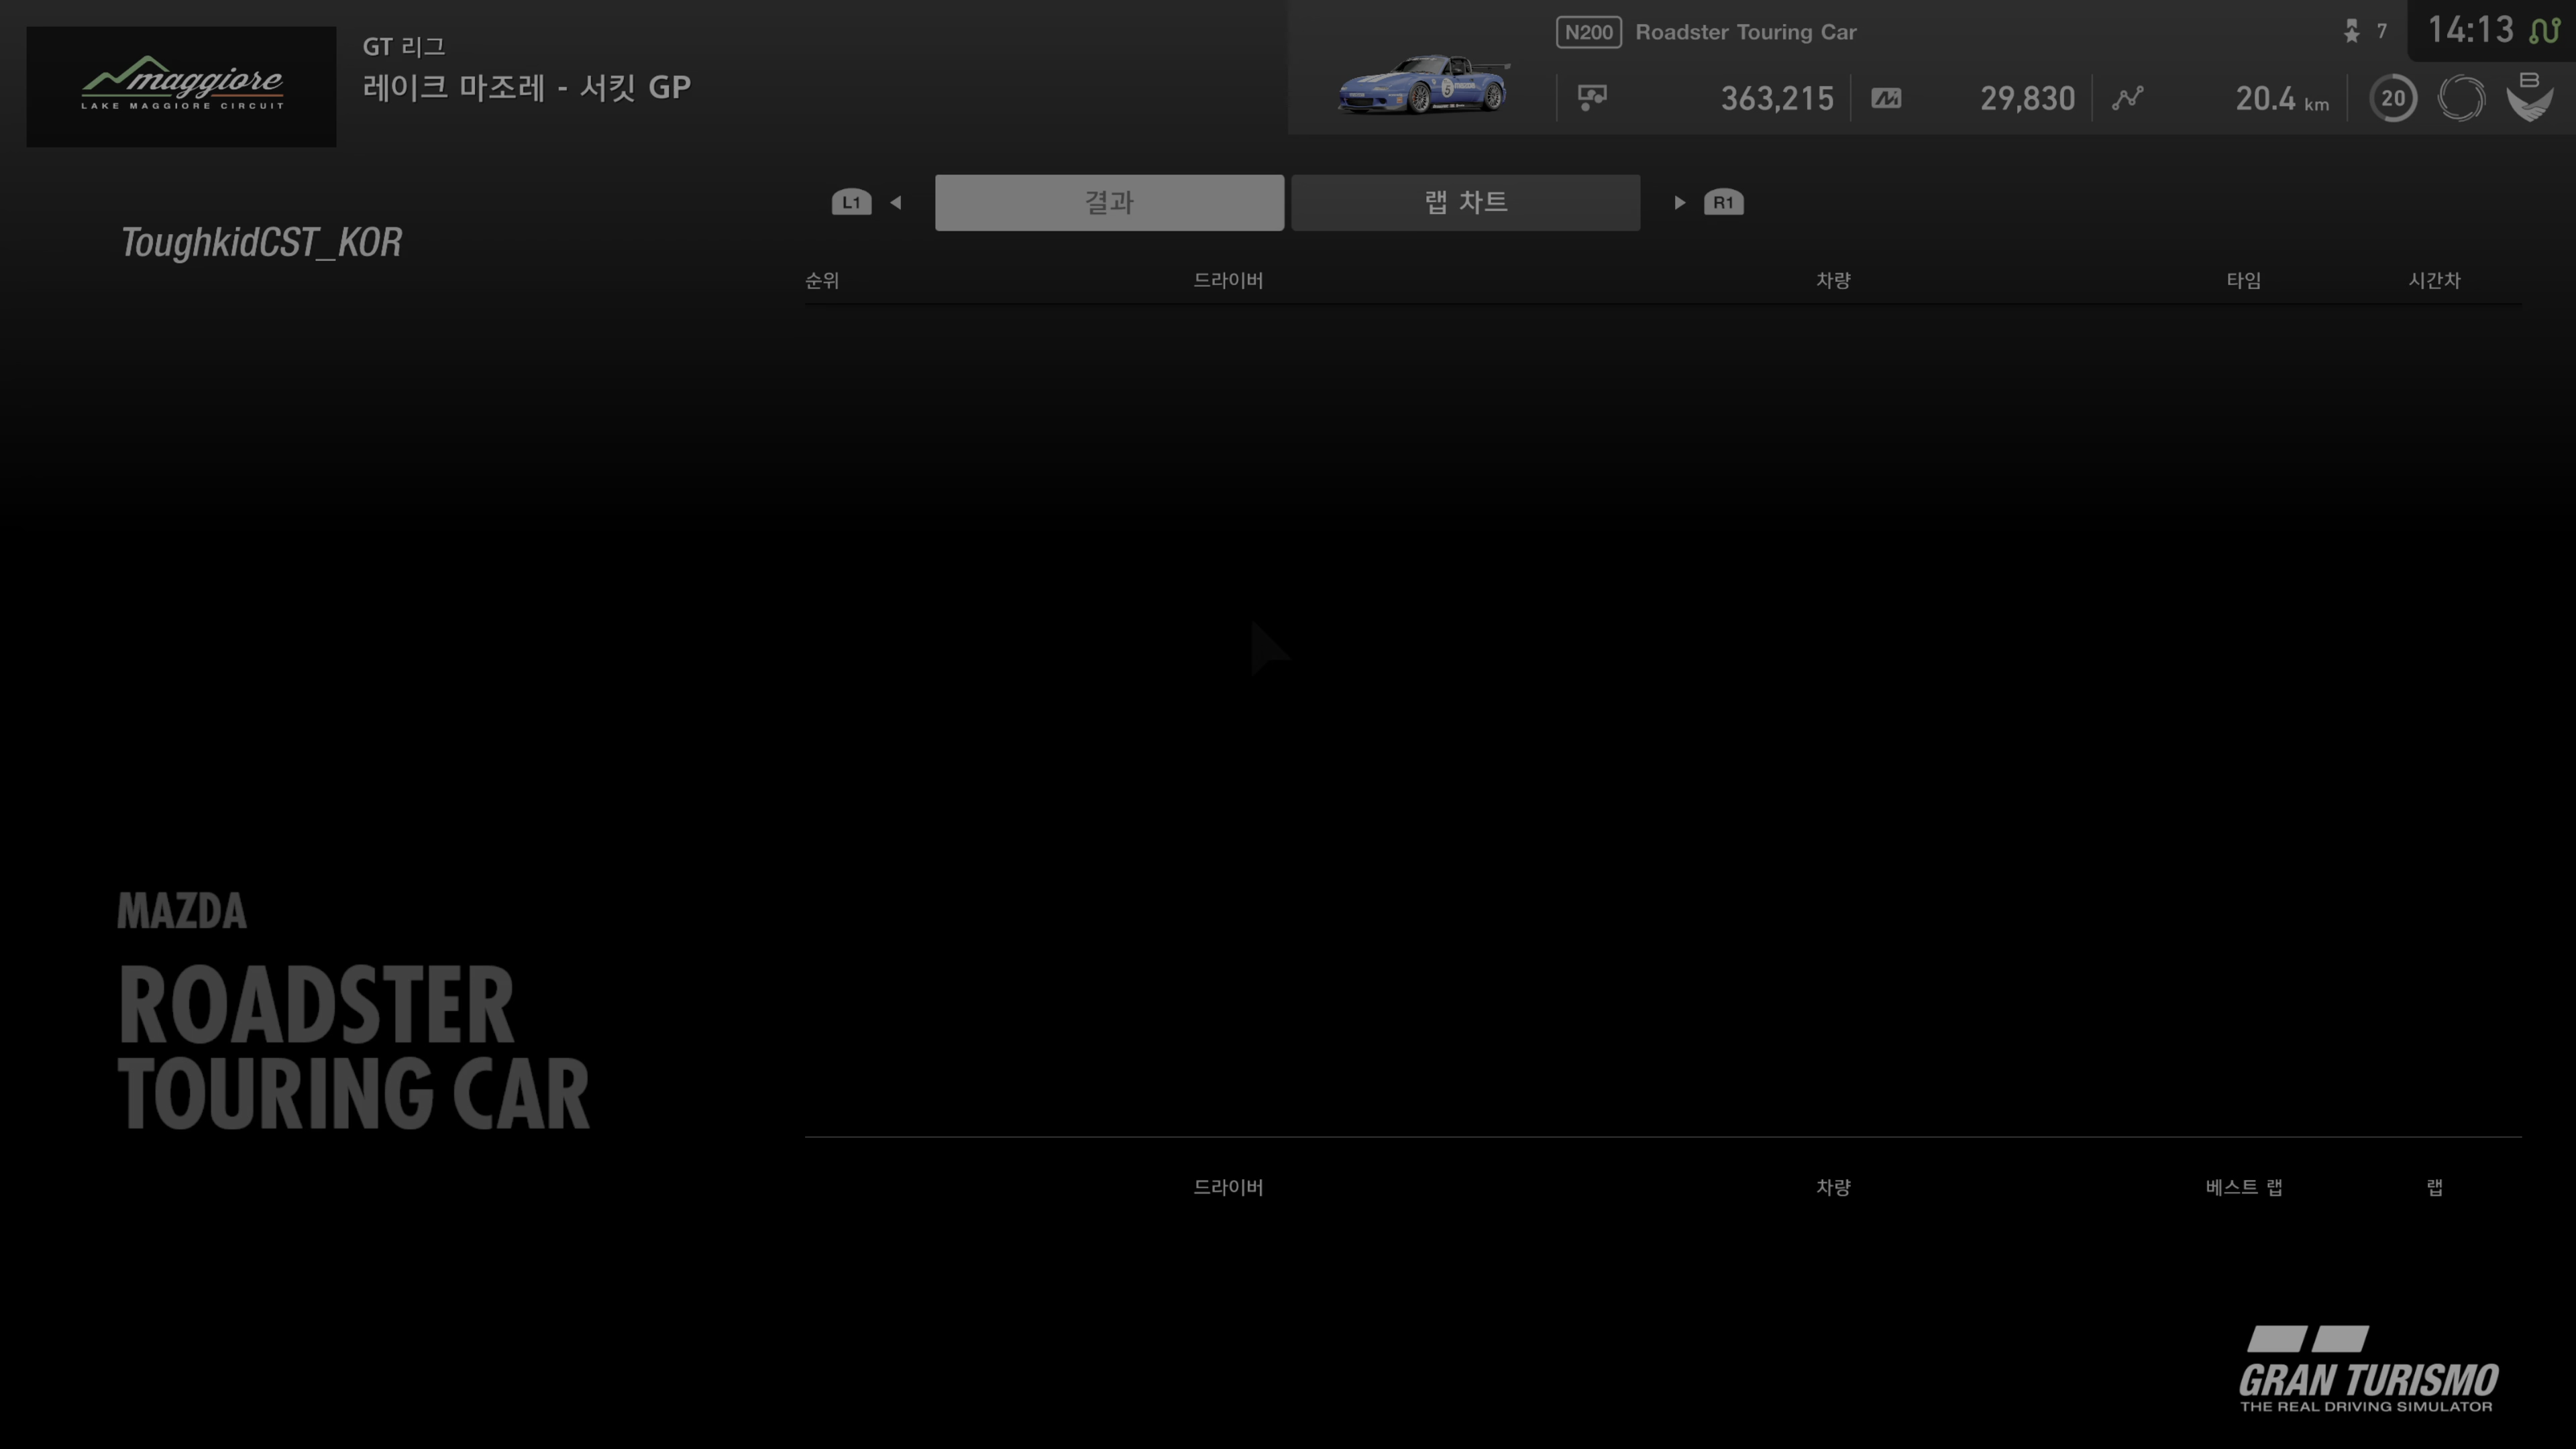 maggiore
LAKE MAGGIORE CIRCUIT
GT 리그
레이크 마조레 - 서킷 GP
N200 Roadster Touring Car
7
14:13
363,215
29,830
20.4 km
20
B
ToughkidCST_KOR
L1 결과 랩 차트 R1
순위 드라이버 차량 타임 시간차
MAZDA
ROADSTER
TOURING CAR
드라이버 차량 베스트 랩 랩
GRAN TURISMO
THE REAL DRIVING SIMULATOR